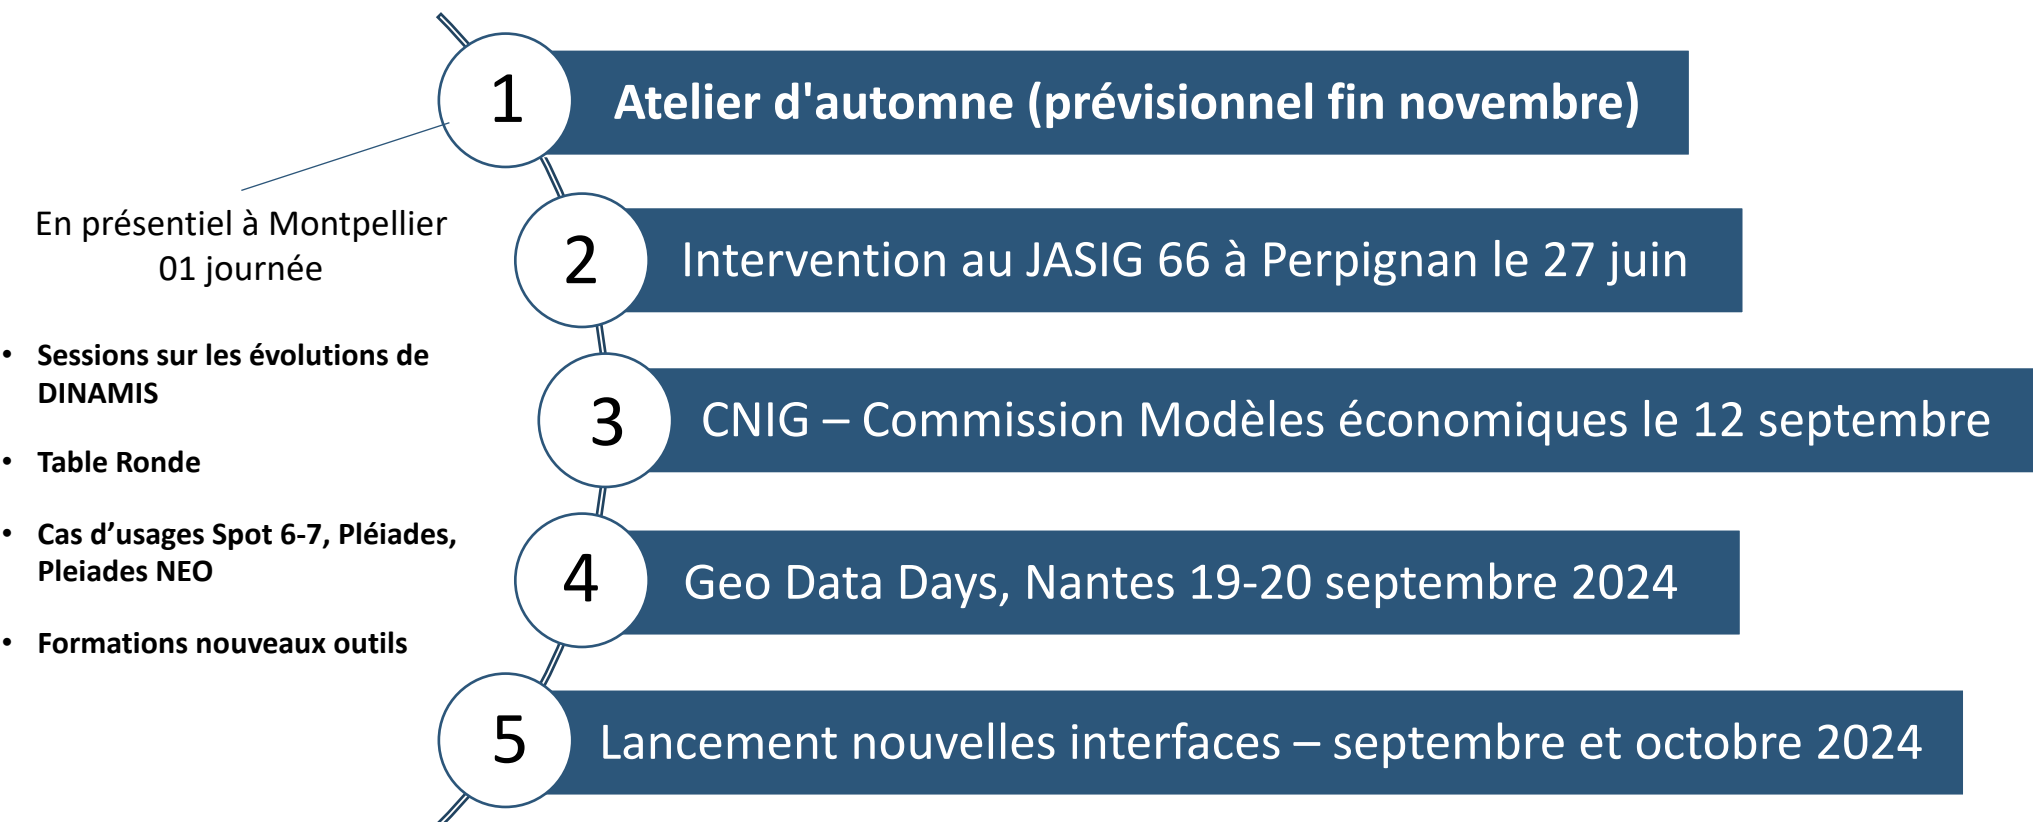 1
Atelier d'automne (prévisionnel fin novembre)
En présentiel à Montpellier
01 journée
• Sessions sur les évolutions de
DINAMIS
• Table Ronde
• Cas d’usages Spot 6-7, Pléiades,
Pleiades NEO
• Formations nouveaux outils
2
Intervention au JASIG 66 à Perpignan le 27 juin
3
CNIG – Commission Modèles économiques le 12 septembre
4
Geo Data Days, Nantes 19-20 septembre 2024
5
Lancement nouvelles interfaces – septembre et octobre 2024